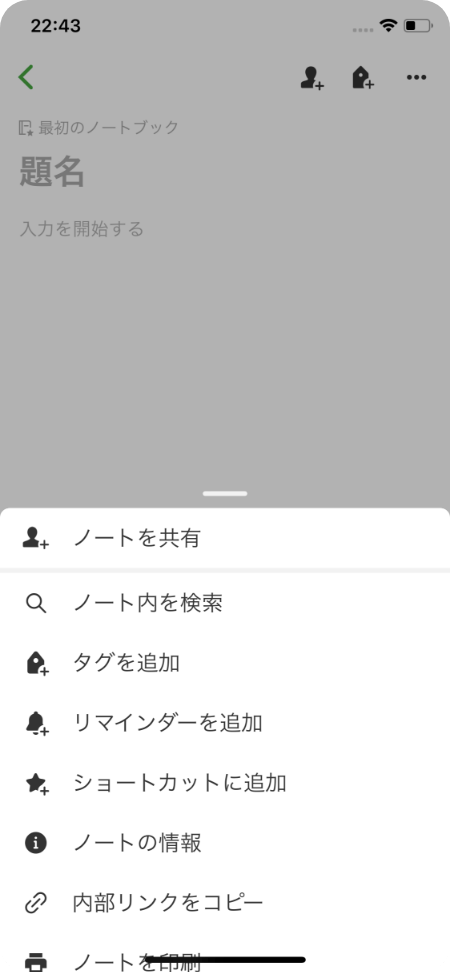 22:43
最初のノートブック
題名
入力を開始する
ノートを共有
ノート内を検索
タグを追加
リマインダーを追加
ショートカットに追加
ノートの情報
内部リンクをコピー
ノートを印刷